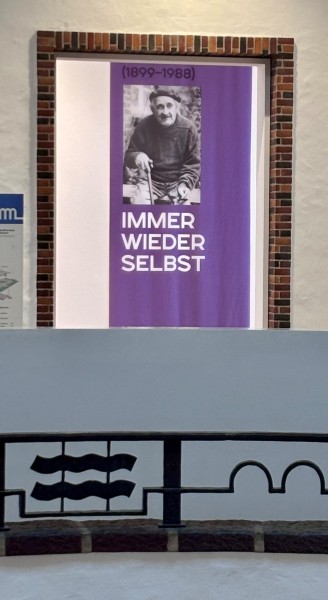 (1899–1988)
IMMER
WIEDER
SELBST